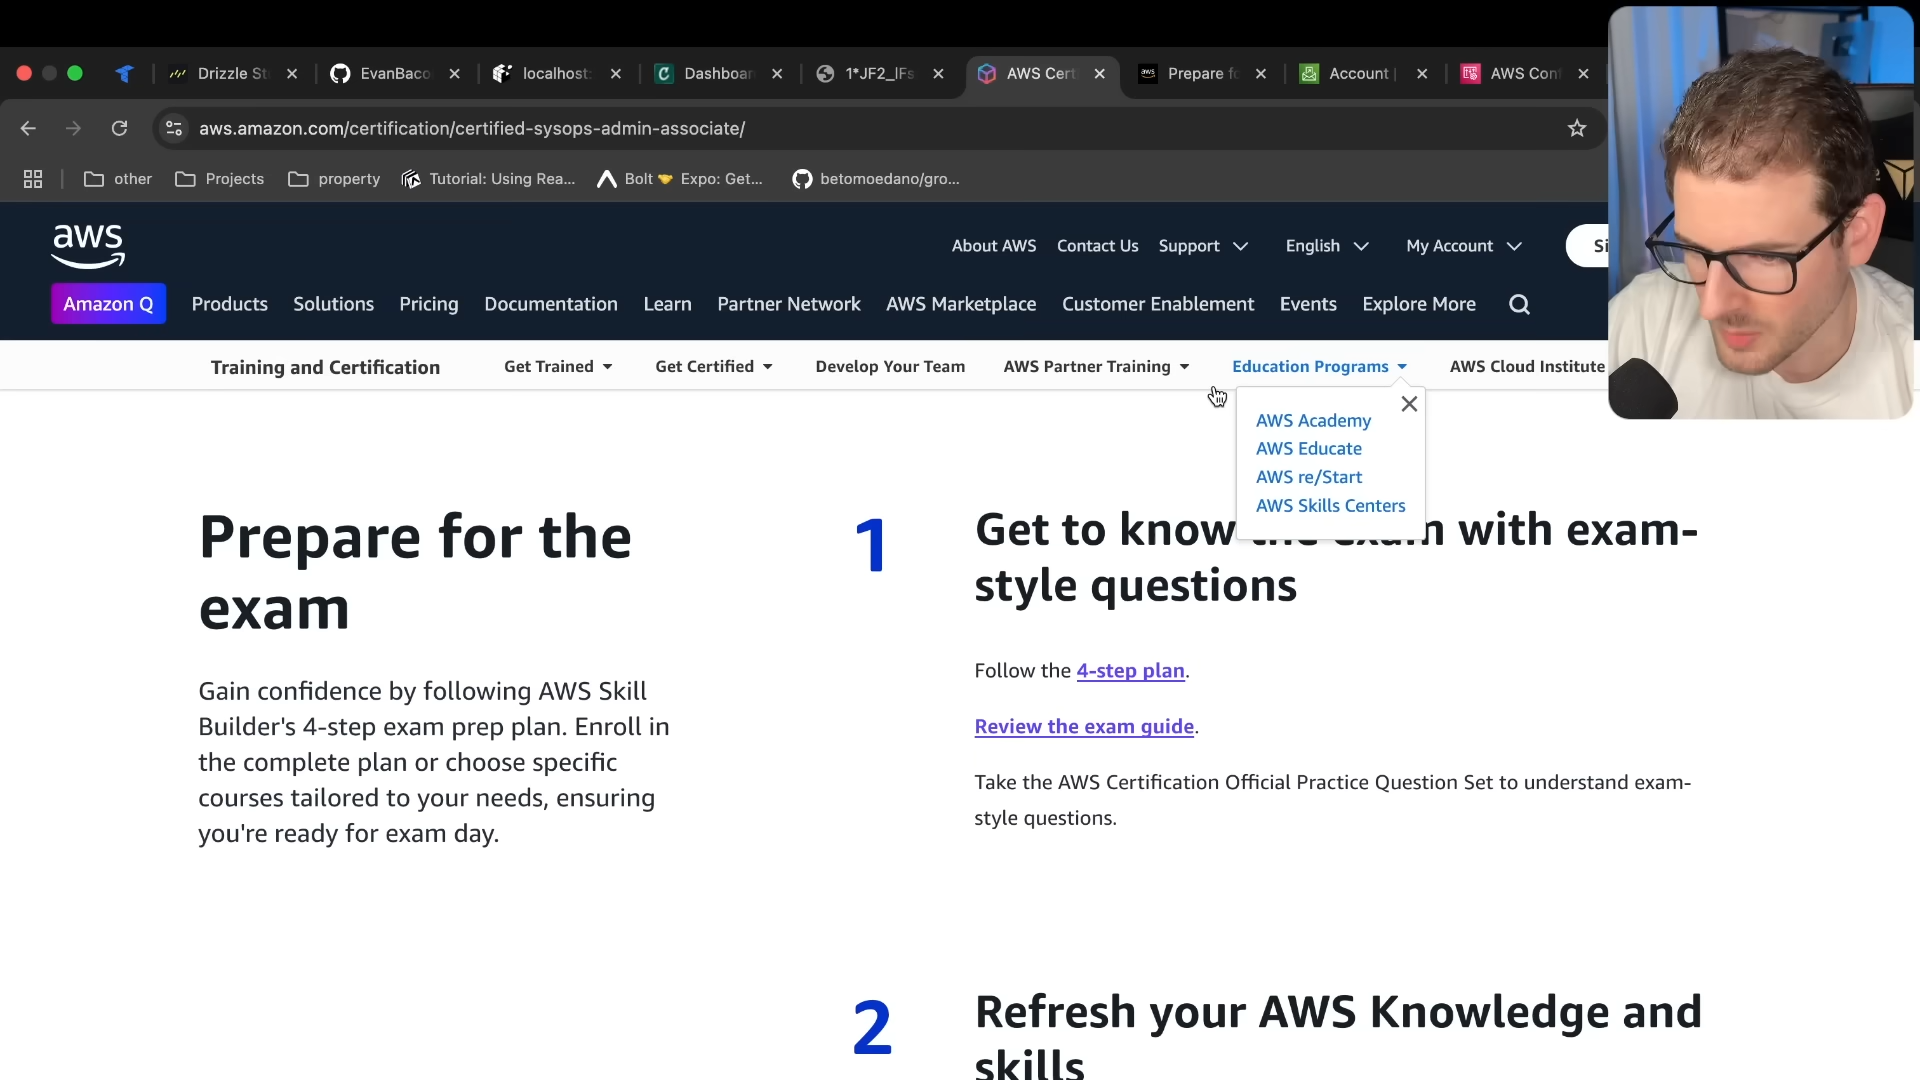 Drizzle St
EvanBaco
localhost:
Dashboar
1*JF2_lFs
AWS Cert
Prepare fo
Account |
AWS Con
aws.amazon.com/certification/certified-sysops-admin-associate/
other
Projects
property
Tutorial: Using Rea...
Bolt 🤝 Expo: Get...
betomoedano/gro...
aws
About AWS
Contact Us
Support
English
My Account
Si
Amazon Q
Products
Solutions
Pricing
Documentation
Learn
Partner Network
AWS Marketplace
Customer Enablement
Events
Explore More
Training and Certification
Get Trained
Get Certified
Develop Your Team
AWS Partner Training
Education Programs
AWS Cloud Institute
AWS Academy
AWS Educate
AWS re/Start
AWS Skills Centers
Prepare for the
exam
Gain confidence by following AWS Skill
Builder's 4-step exam prep plan. Enroll in
the complete plan or choose specific
courses tailored to your needs, ensuring
you're ready for exam day.
1
Get to know the exam with exam-
style questions
Follow the 4-step plan.
Review the exam guide.
Take the AWS Certification Official Practice Question Set to understand exam-
style questions.
2
Refresh your AWS Knowledge and
skills